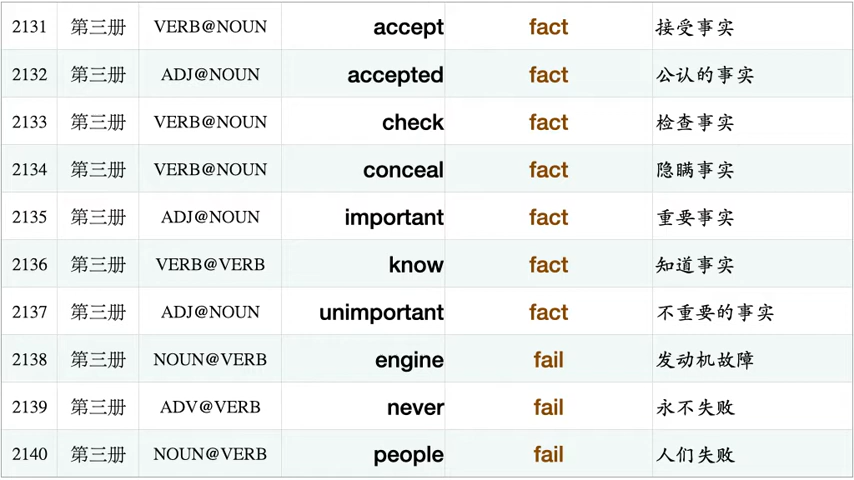 2131 第三册 VERB@NOUN accept fact 接受事实
2132 第三册 ADJ@NOUN accepted fact 公认的事实
2133 第三册 VERB@NOUN check fact 检查事实
2134 第三册 VERB@NOUN conceal fact 隐瞒事实
2135 第三册 ADJ@NOUN important fact 重要事实
2136 第三册 VERB@VERB know fact 知道事实
2137 第三册 ADJ@NOUN unimportant fact 不重要的事实
2138 第三册 NOUN@VERB engine fail 发动机故障
2139 第三册 ADV@VERB never fail 永不失败
2140 第三册 NOUN@VERB people fail 人们失败